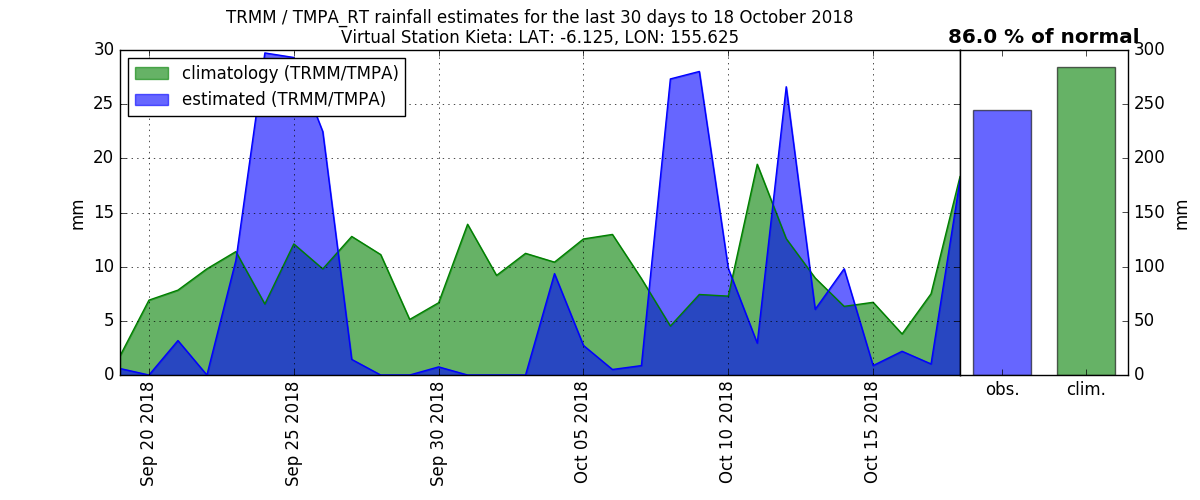 TRMM / TMPA_RT rainfall estimates for the last 30 days to 18 October 2018
Virtual Station Kieta: LAT: -6.125, LON: 155.625
86.0 % of normal
climatology (TRMM/TMPA)
estimated (TRMM/TMPA)
30
25
20
15
10
5
0
mm
Sep 20 2018
Sep 25 2018
Sep 30 2018
Oct 05 2018
Oct 10 2018
Oct 15 2018
300
250
200
150
100
50
0
mm
obs.
clim.